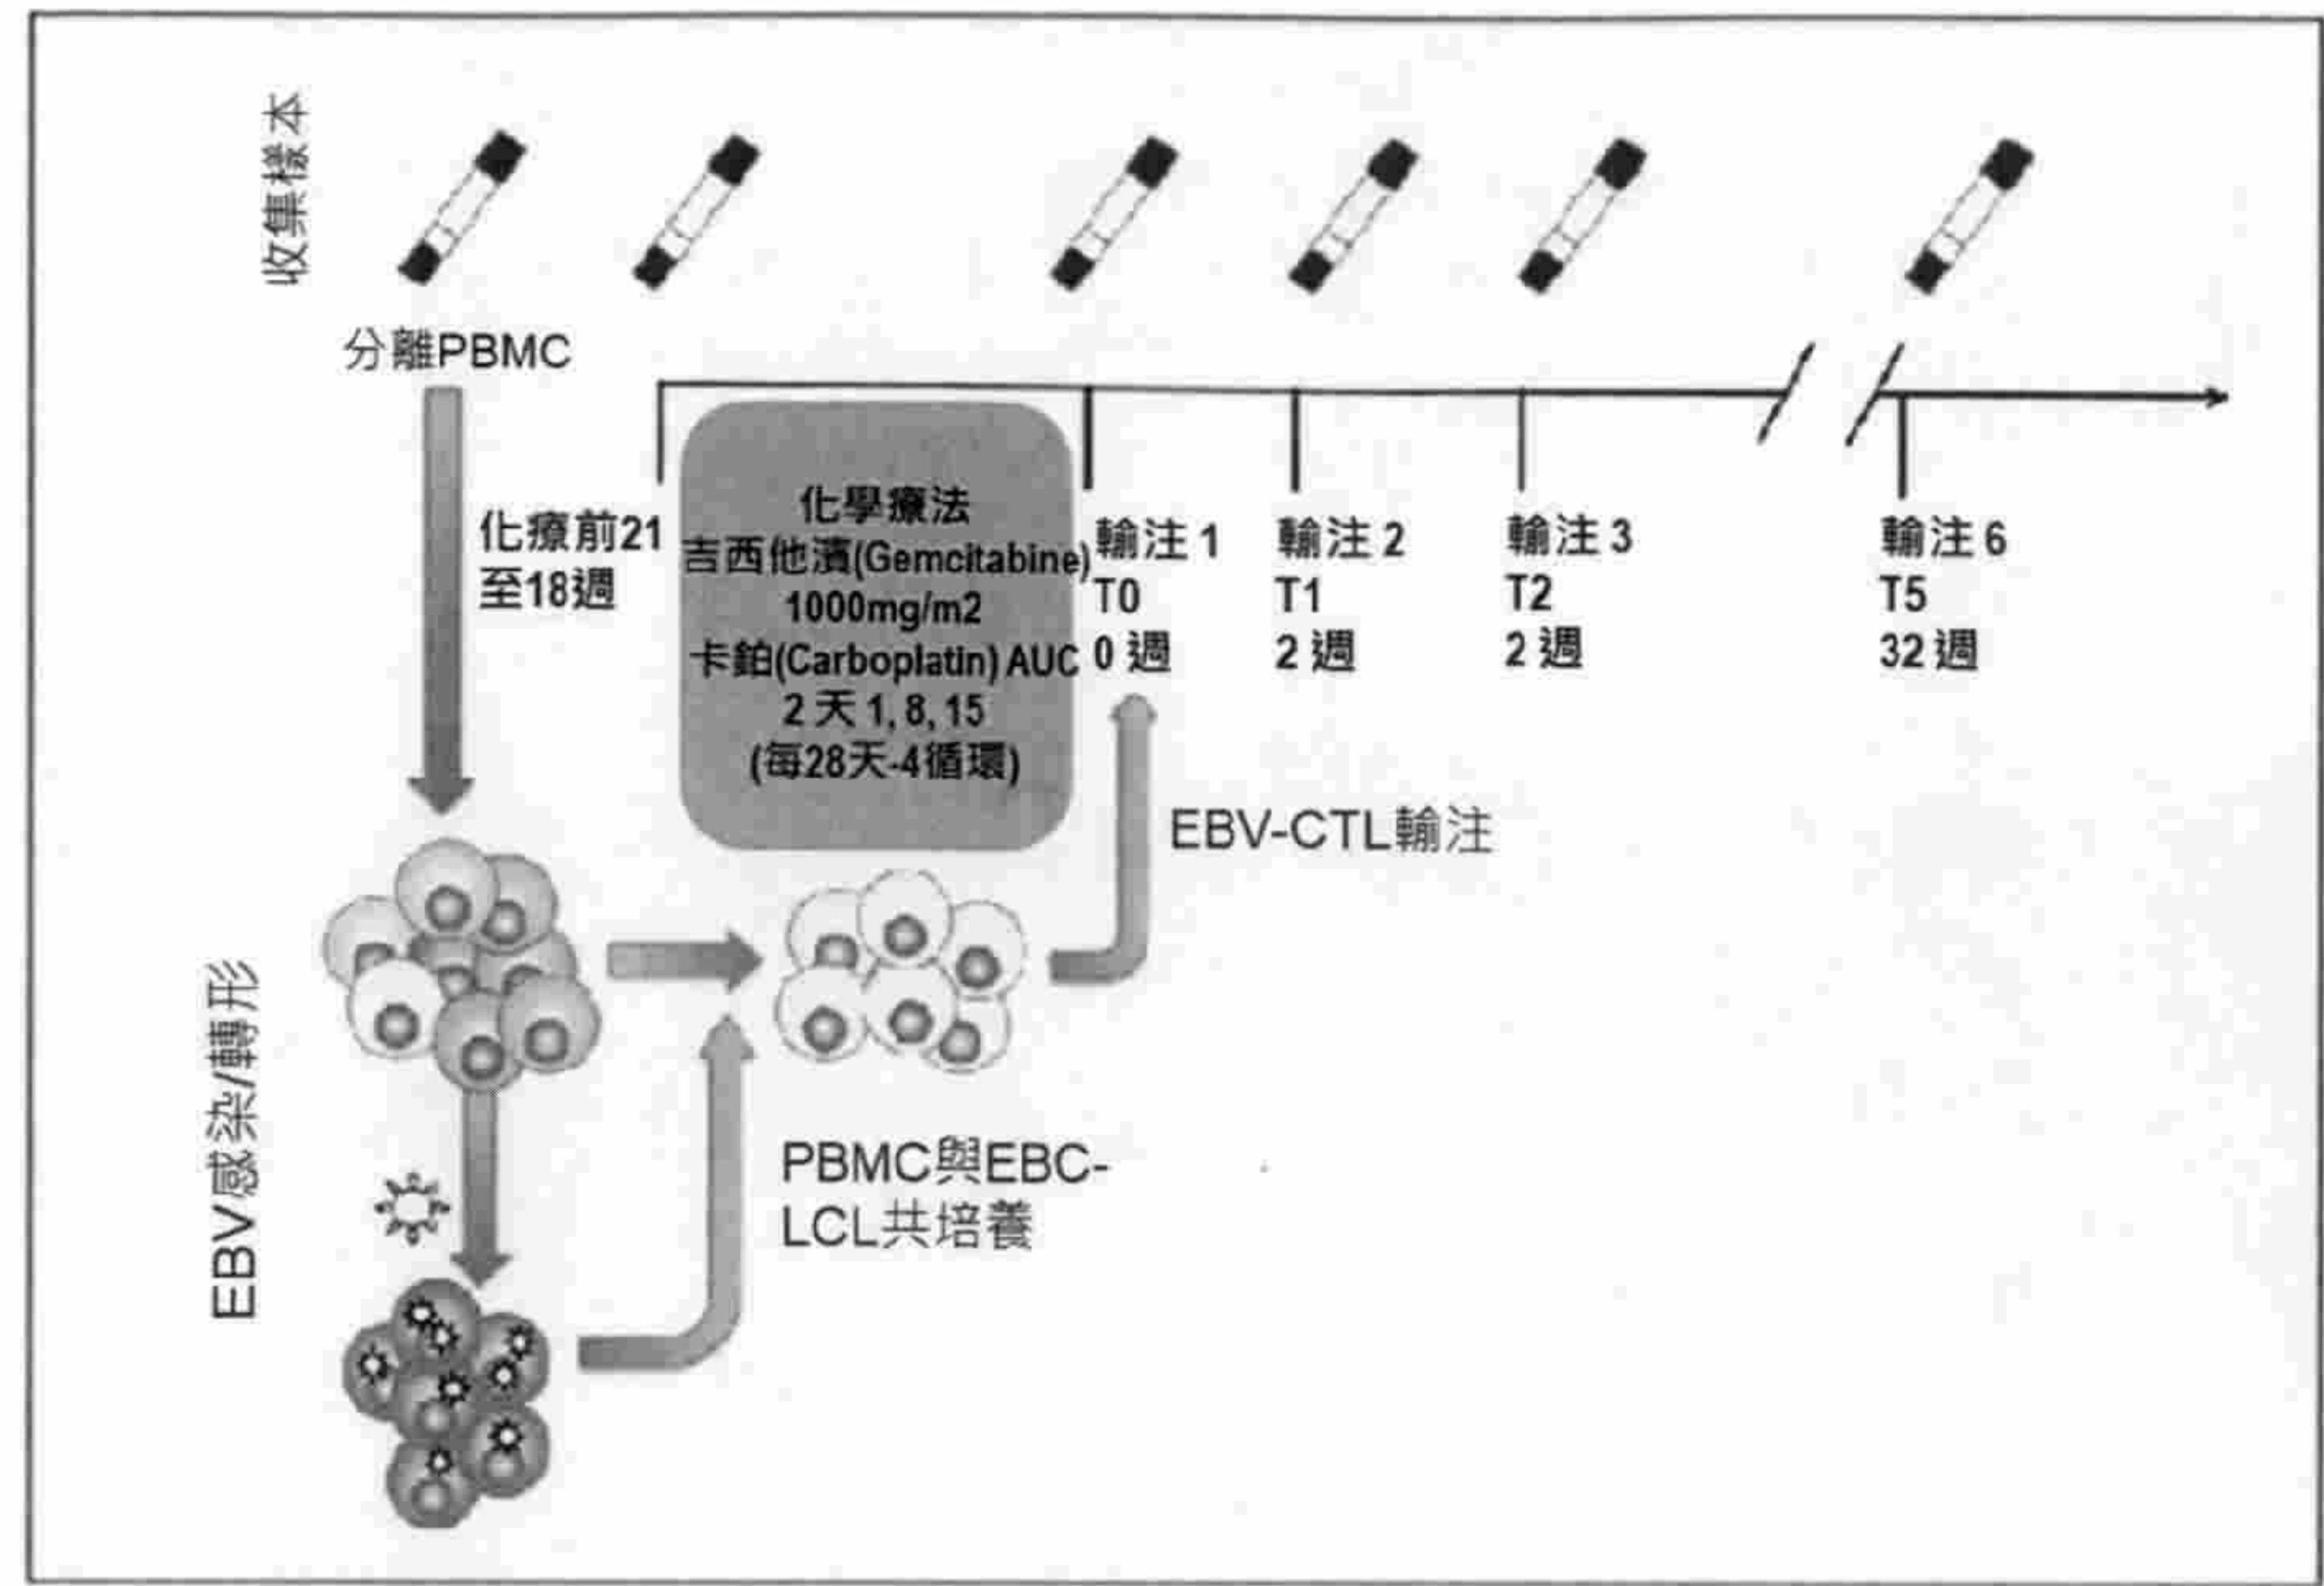 收集樣本
分離PBMC
化療前21
至18週
化學療法
吉西他濱(Gemcitabine)
1000mg/m2
卡鉑(Carboplatin) AUC
2 天 1, 8, 15
(每28天-4循環)
輸注 1
T0
0 週
輸注 2
T1
2 週
輸注 3
T2
2 週
輸注 6
T5
32 週
EBV-CTL輸注
EBV感染/轉形
PBMC與EBC-
LCL共培養